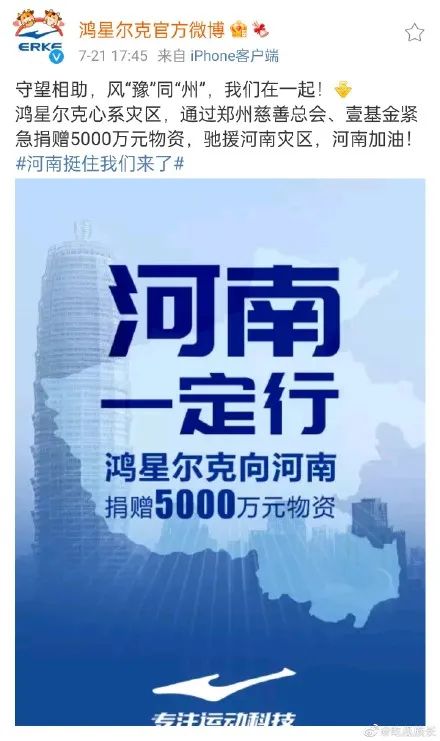 ERKE
鸿星尔克官方微博
7-21 17:45 来自 iPhone客户端
守望相助，风“豫”同“州”，我们在一起！
鸿星尔克心系灾区，通过郑州慈善总会、壹基金紧
急捐赠5000万元物资，驰援河南灾区，河南加油！
#河南挺住我们来了#
河南
一定行
鸿星尔克向河南
捐赠5000万元物资
专注运动科技